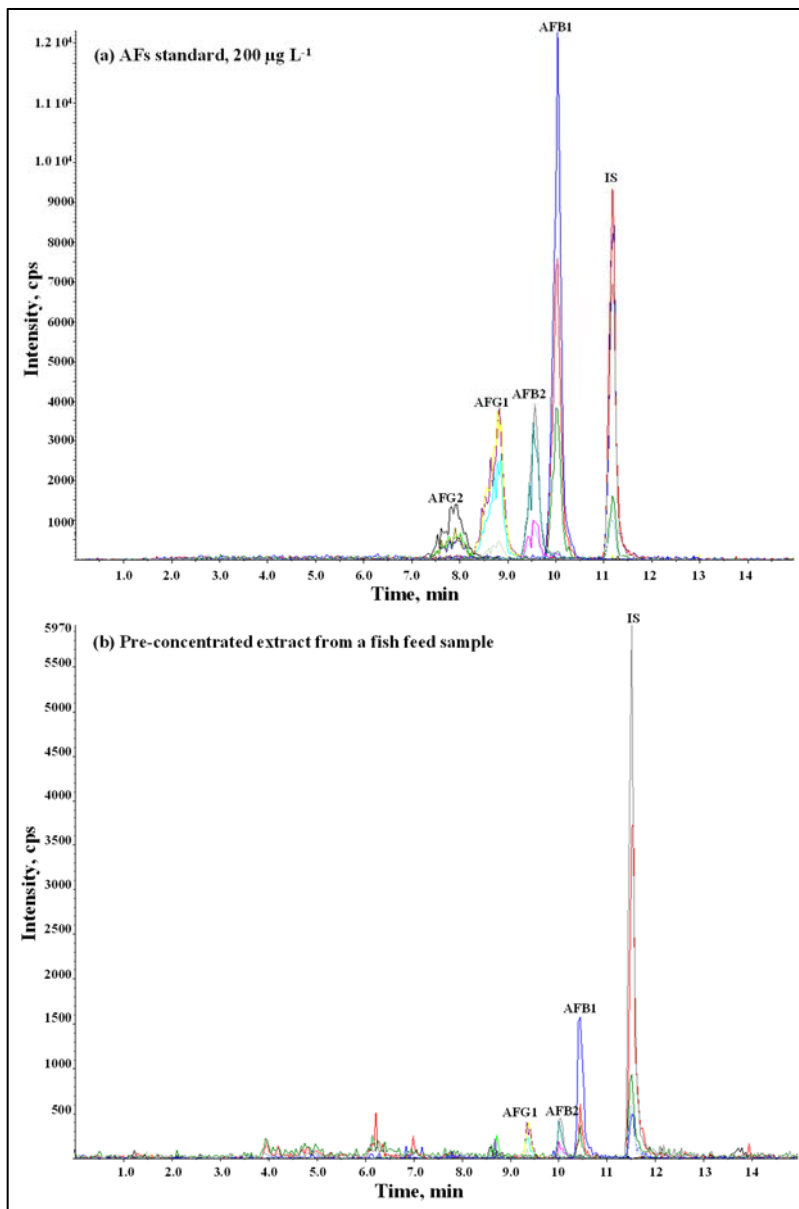 (a) AFs standard, 200 µg L-1
AFB1
IS
AFB2
AFG1
AFG2
Intensity, cps
1.2 10⁴
1.1 10⁴
1.0 10⁴
9000
8000
7000
6000
5000
4000
3000
2000
1000
1.0 2.0 3.0 4.0 5.0 6.0 7.0 8.0 9.0 10 11 12 13 14
Time, min
(b) Pre-concentrated extract from a fish feed sample
IS
AFB1
AFB2
AFG1
Intensity, cps
5970
5500
5000
4500
4000
3500
3000
2500
2000
1500
1000
500
1.0 2.0 3.0 4.0 5.0 6.0 7.0 8.0 9.0 10 11 12 13 14
Time, min